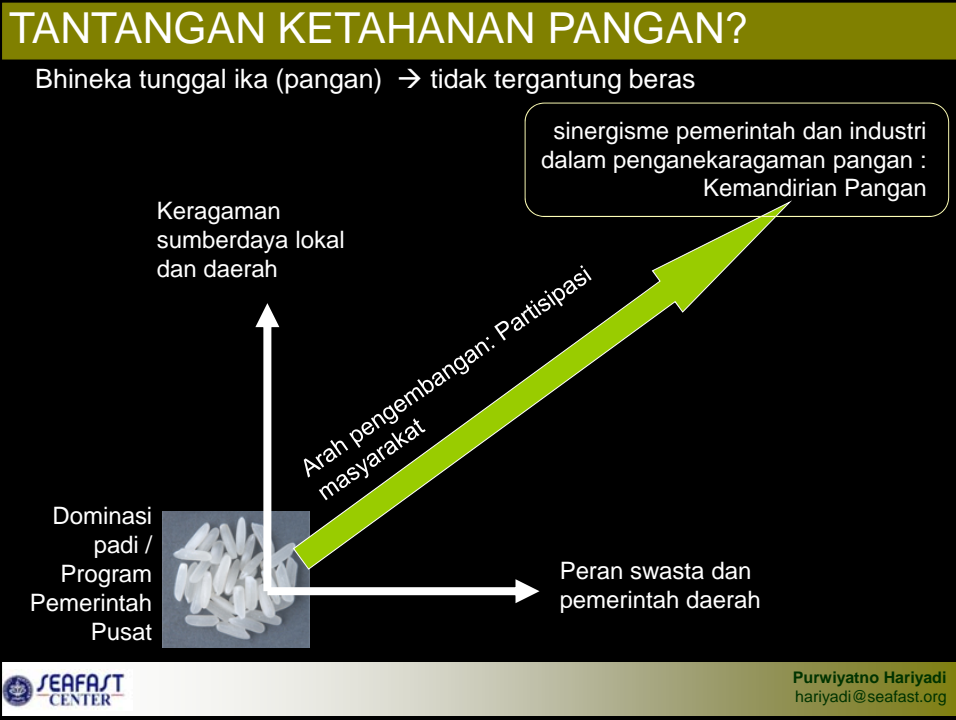 TANTANGAN KETAHANAN PANGAN?
Bhineka tunggal ika (pangan) → tidak tergantung beras
sinergisme pemerintah dan industri
dalam penganekaragaman pangan :
Kemandirian Pangan
Keragaman
sumberdaya lokal
dan daerah
Arah pengembangan: Partisipasi
masyarakat
Dominasi
padi /
Program
Pemerintah
Pusat
Peran swasta dan
pemerintah daerah
SEAFAST
CENTER
Purwiyatno Hariyadi
hariyadi@seafast.org